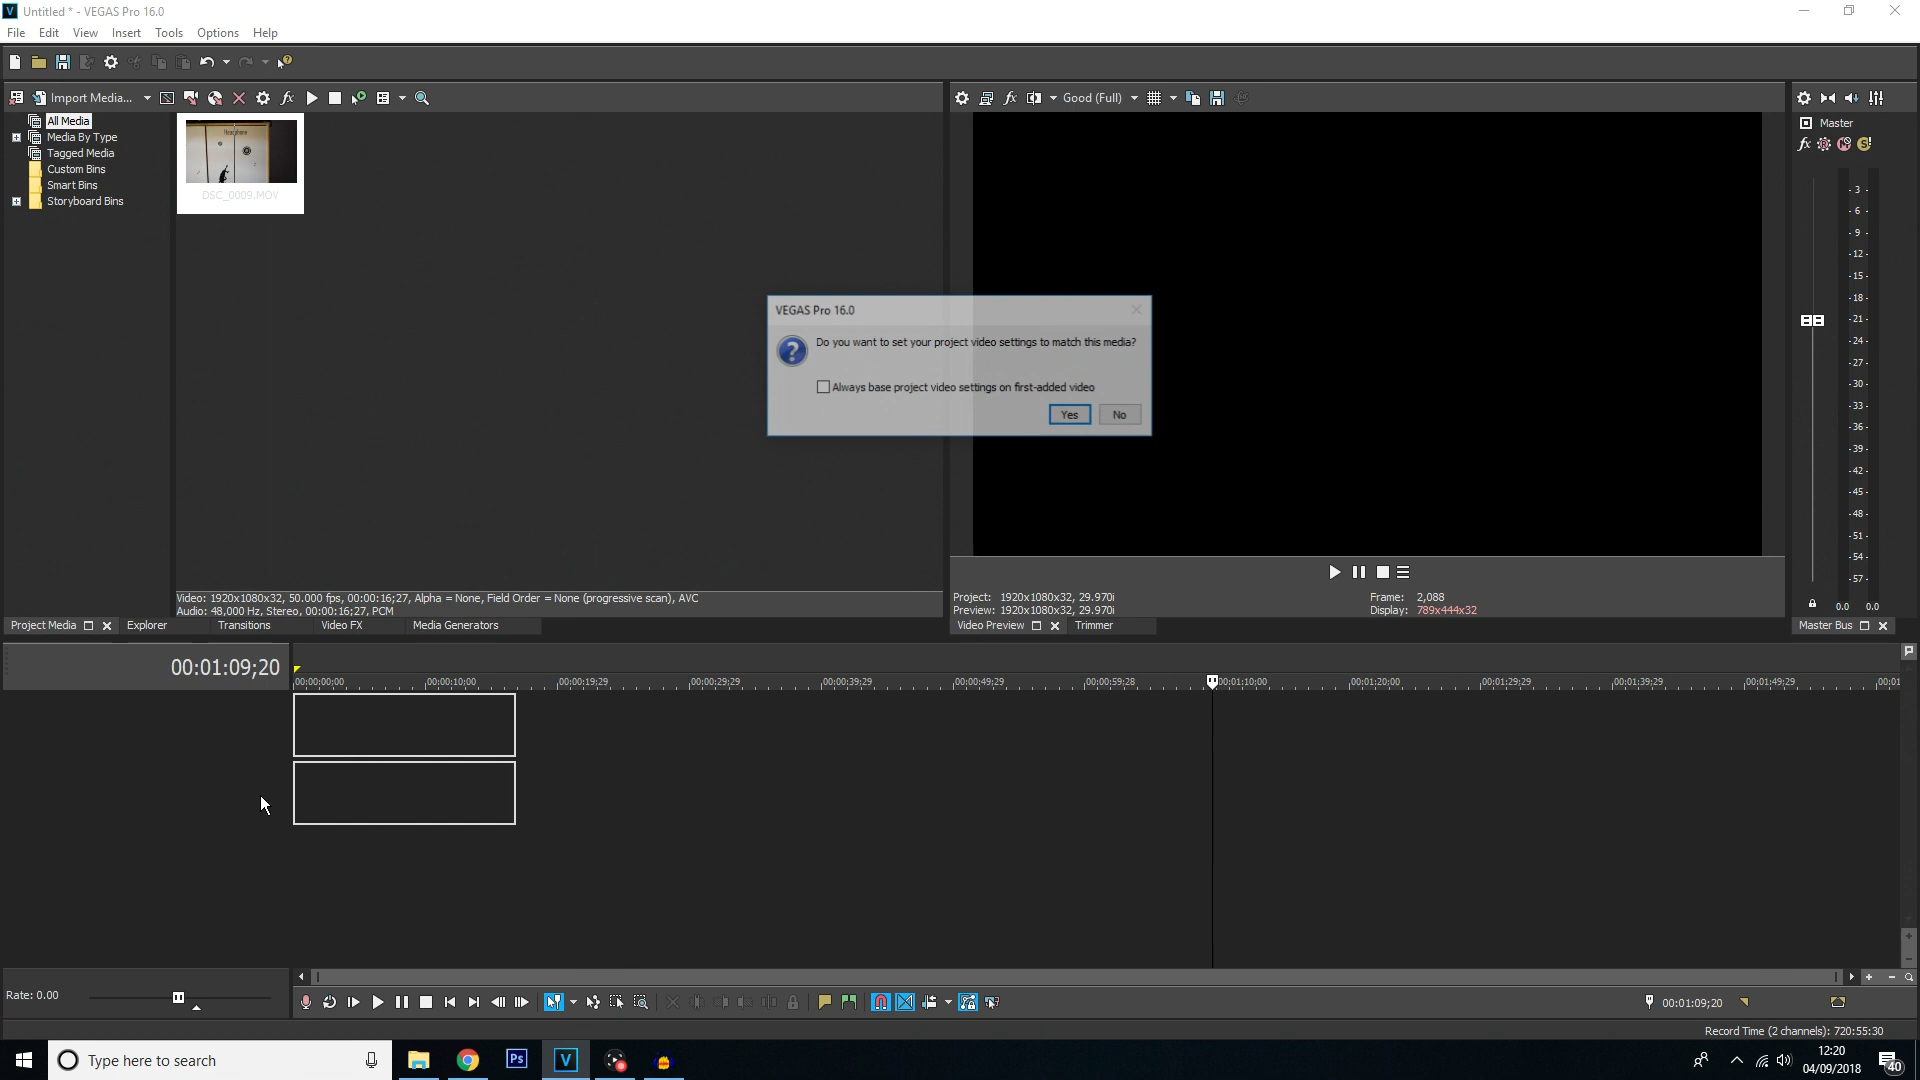 Untitled * - VEGAS Pro 16.0
File Edit View Insert Tools Options Help
Import Media...
Good (Full)
All Media
Media By Type
Tagged Media
Custom Bins
Smart Bins
Storyboard Bins
DSC_0009.MOV
Master
VEGAS Pro 16.0
Do you want to set your project video settings to match this media?
Always base project video settings on first-added video
Yes No
- 3 -
- 6 -
- 9 -
- 12 -
- 15 -
- 18 -
- 21 -
- 24 -
- 27 -
- 30 -
- 33 -
- 36 -
- 39 -
- 42 -
- 45 -
- 48 -
- 51 -
- 54 -
- 57 -
0.0 0.0
Video: 1920x1080x32, 50.000 fps, 00:00:16;27, Alpha = None, Field Order = None (progressive scan), AVC
Audio: 48,000 Hz, Stereo, 00:00:16;27, PCM
Project: 1920x1080x32, 29.970i
Preview: 1920x1080x32, 29.970i
Frame: 2,088
Display: 789x444x32
Project Media Explorer Transitions Video FX Media Generators
Video Preview Trimmer
Master Bus
00:01:09;20
00:00:00;00 00:00:10;00 00:00:19;29 00:00:29;29 00:00:39;29 00:00:49;29 00:00:59;28 00:01:10;00 00:01:20;00 00:01:29;29 00:01:39;29 00:01:49;29 00:01
Rate: 0.00
00:01:09;20
Record Time (2 channels): 720:55:30
Type here to search
Ps
V
12:20
04/09/2018
40